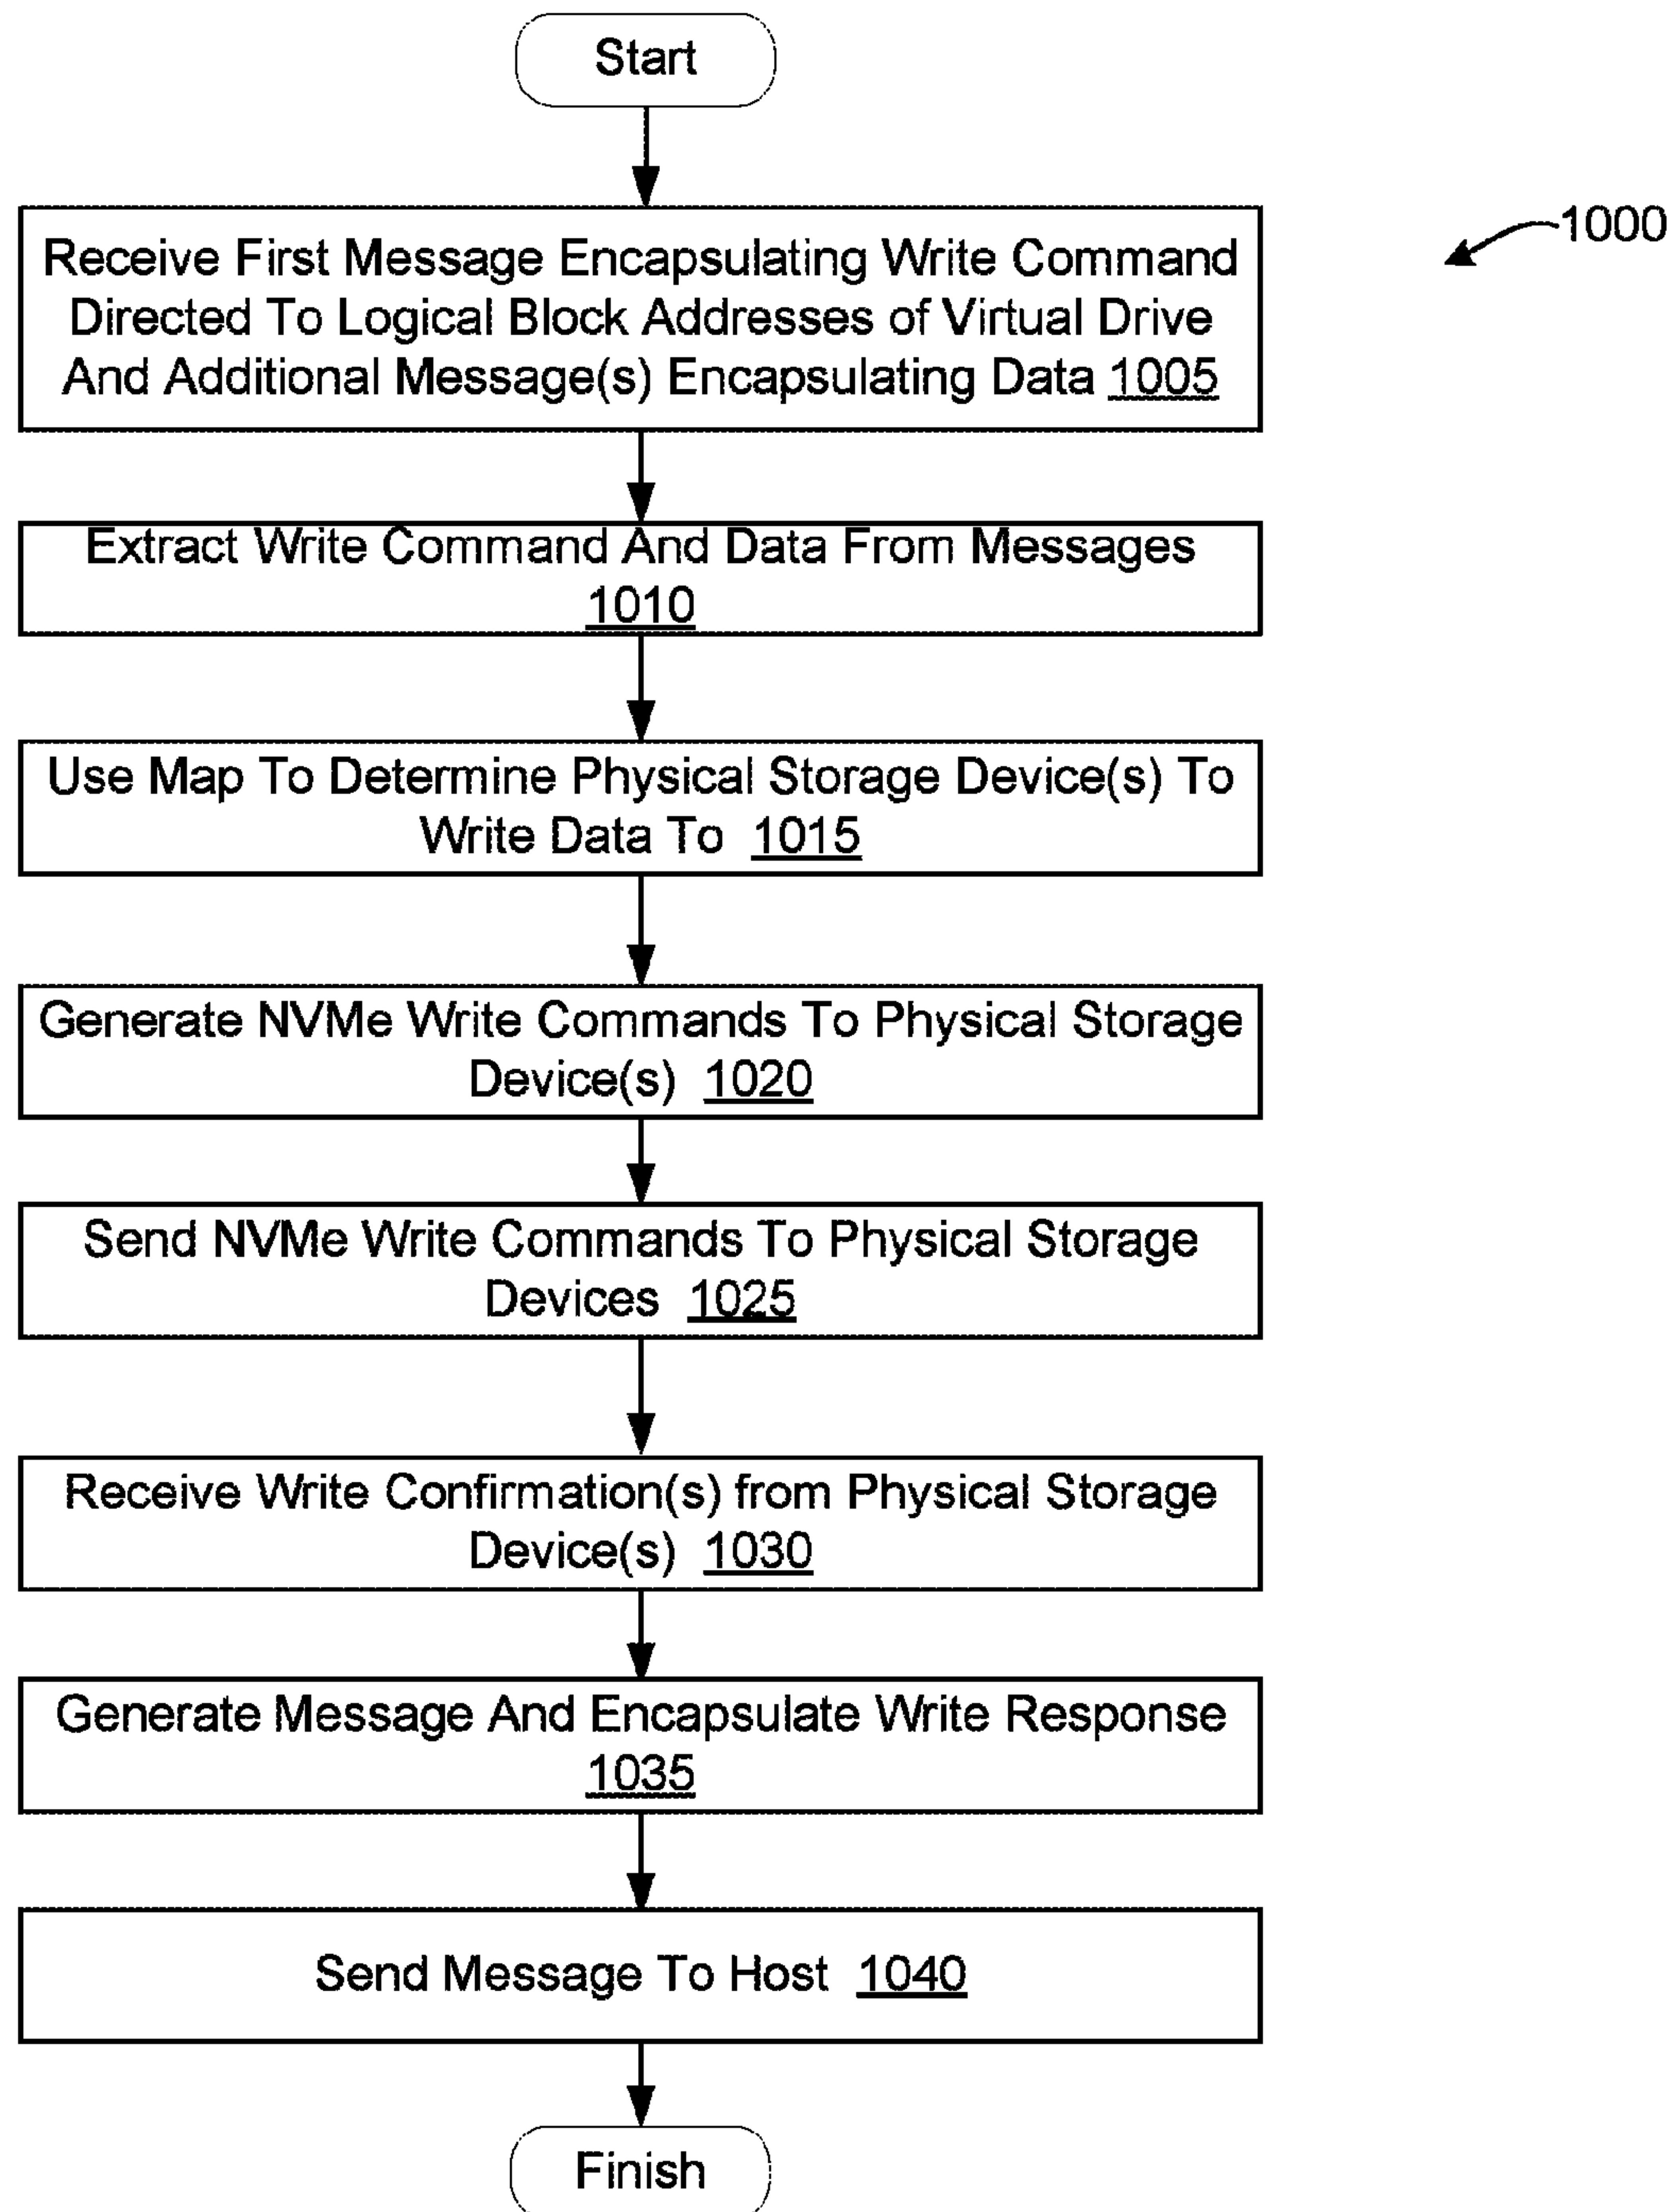 Start
1000
Receive First Message Encapsulating Write Command
Directed To Logical Block Addresses of Virtual Drive
And Additional Message(s) Encapsulating Data 1005
Extract Write Command And Data From Messages
1010
Use Map To Determine Physical Storage Device(s) To
Write Data To 1015
Generate NVMe Write Commands To Physical Storage
Device(s) 1020
Send NVMe Write Commands To Physical Storage
Devices 1025
Receive Write Confirmation(s) from Physical Storage
Device(s) 1030
Generate Message And Encapsulate Write Response
1035
Send Message To Host 1040
Finish